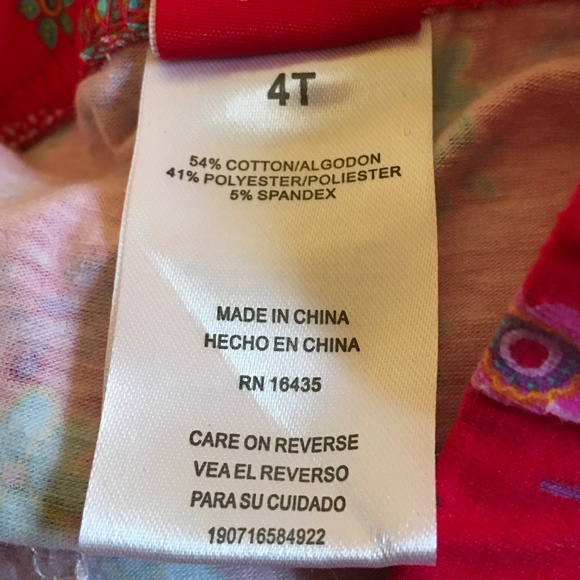 4T
54% COTTON/ALGODON
41% POLYESTER/POLIESTER
5% SPANDEX
MADE IN CHINA
HECHO EN CHINA
RN 16435
CARE ON REVERSE
VEA EL REVERSO
PARA SU CUIDADO
190716584922